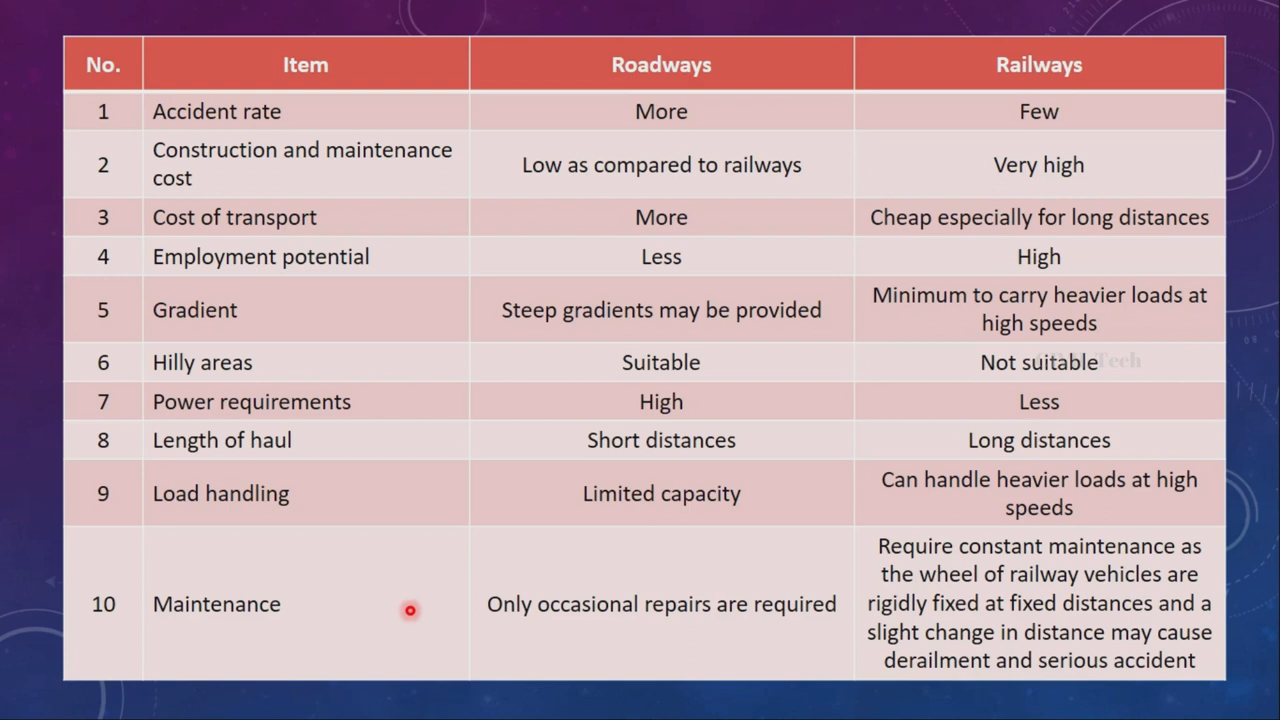 No. Item Roadways Railways
1 Accident rate More Few
2 Construction and maintenance cost Low as compared to railways Very high
3 Cost of transport More Cheap especially for long distances
4 Employment potential Less High
5 Gradient Steep gradients may be provided Minimum to carry heavier loads at high speeds
6 Hilly areas Suitable Not suitable
7 Power requirements High Less
8 Length of haul Short distances Long distances
9 Load handling Limited capacity Can handle heavier loads at high speeds
10 Maintenance Only occasional repairs are required Require constant maintenance as the wheel of railway vehicles are rigidly fixed at fixed distances and a slight change in distance may cause derailment and serious accident
Tech